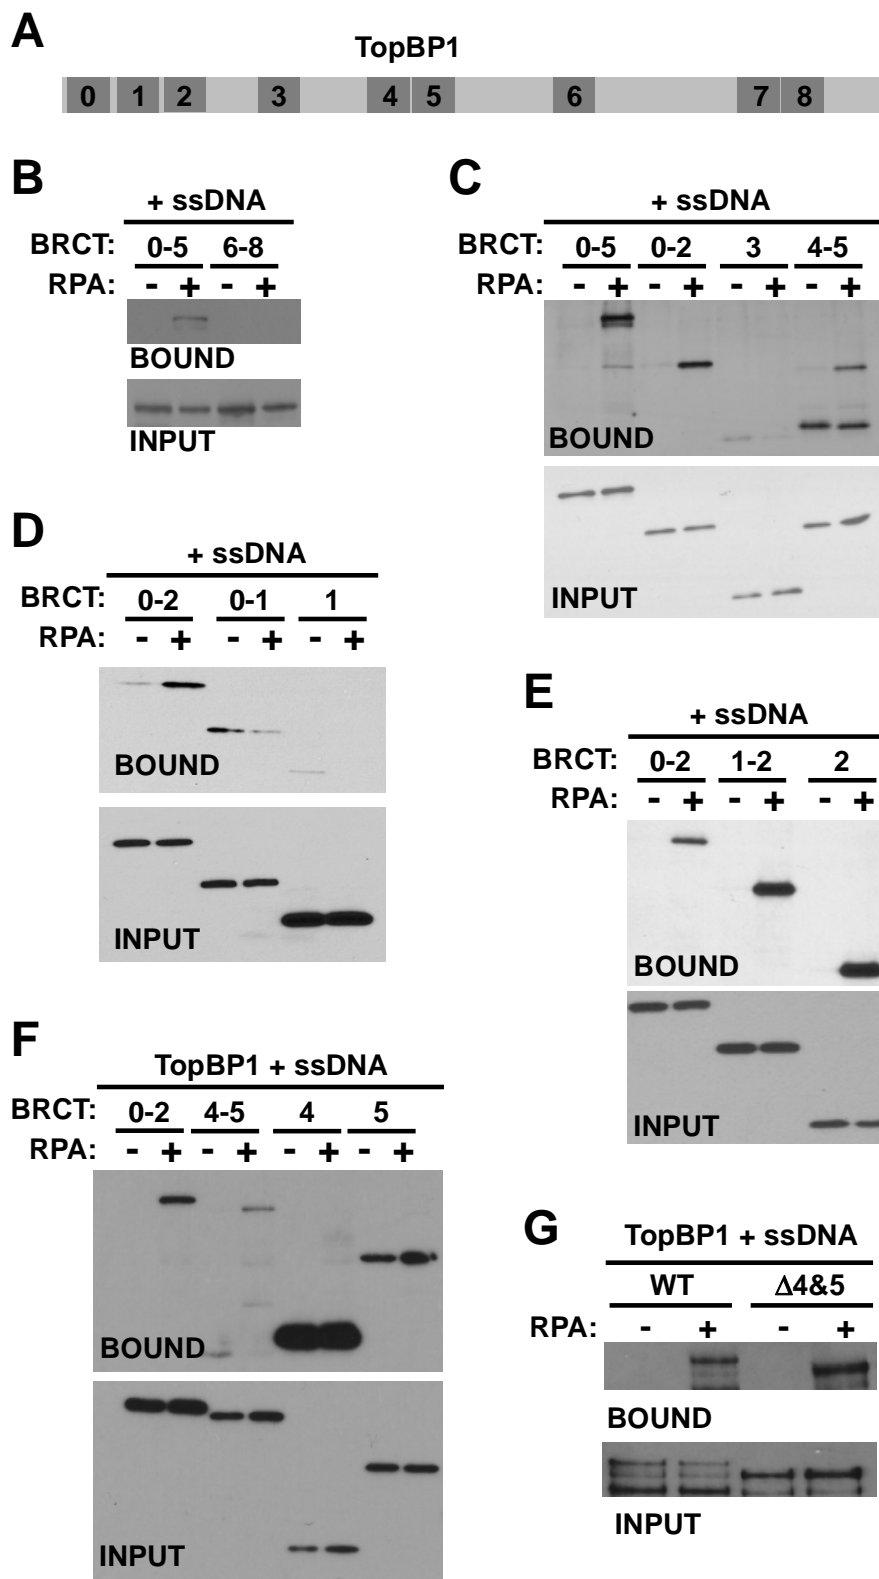 A
TopBP1
0 1 2 3 4 5 6 7 8
B
+ ssDNA
BRCT: 0-5 6-8
RPA: - + - +
BOUND
INPUT
C
+ ssDNA
BRCT: 0-5 0-2 3 4-5
RPA: - + - + - + - +
BOUND
INPUT
D
+ ssDNA
BRCT: 0-2 0-1 1
RPA: - + - + - +
BOUND
INPUT
E
+ ssDNA
BRCT: 0-2 1-2 2
RPA: - + - + - +
BOUND
INPUT
F
TopBP1 + ssDNA
BRCT: 0-2 4-5 4 5
RPA: - + - + - + - +
BOUND
INPUT
G
TopBP1 + ssDNA
WT Δ4&5
RPA: - + - +
BOUND
INPUT